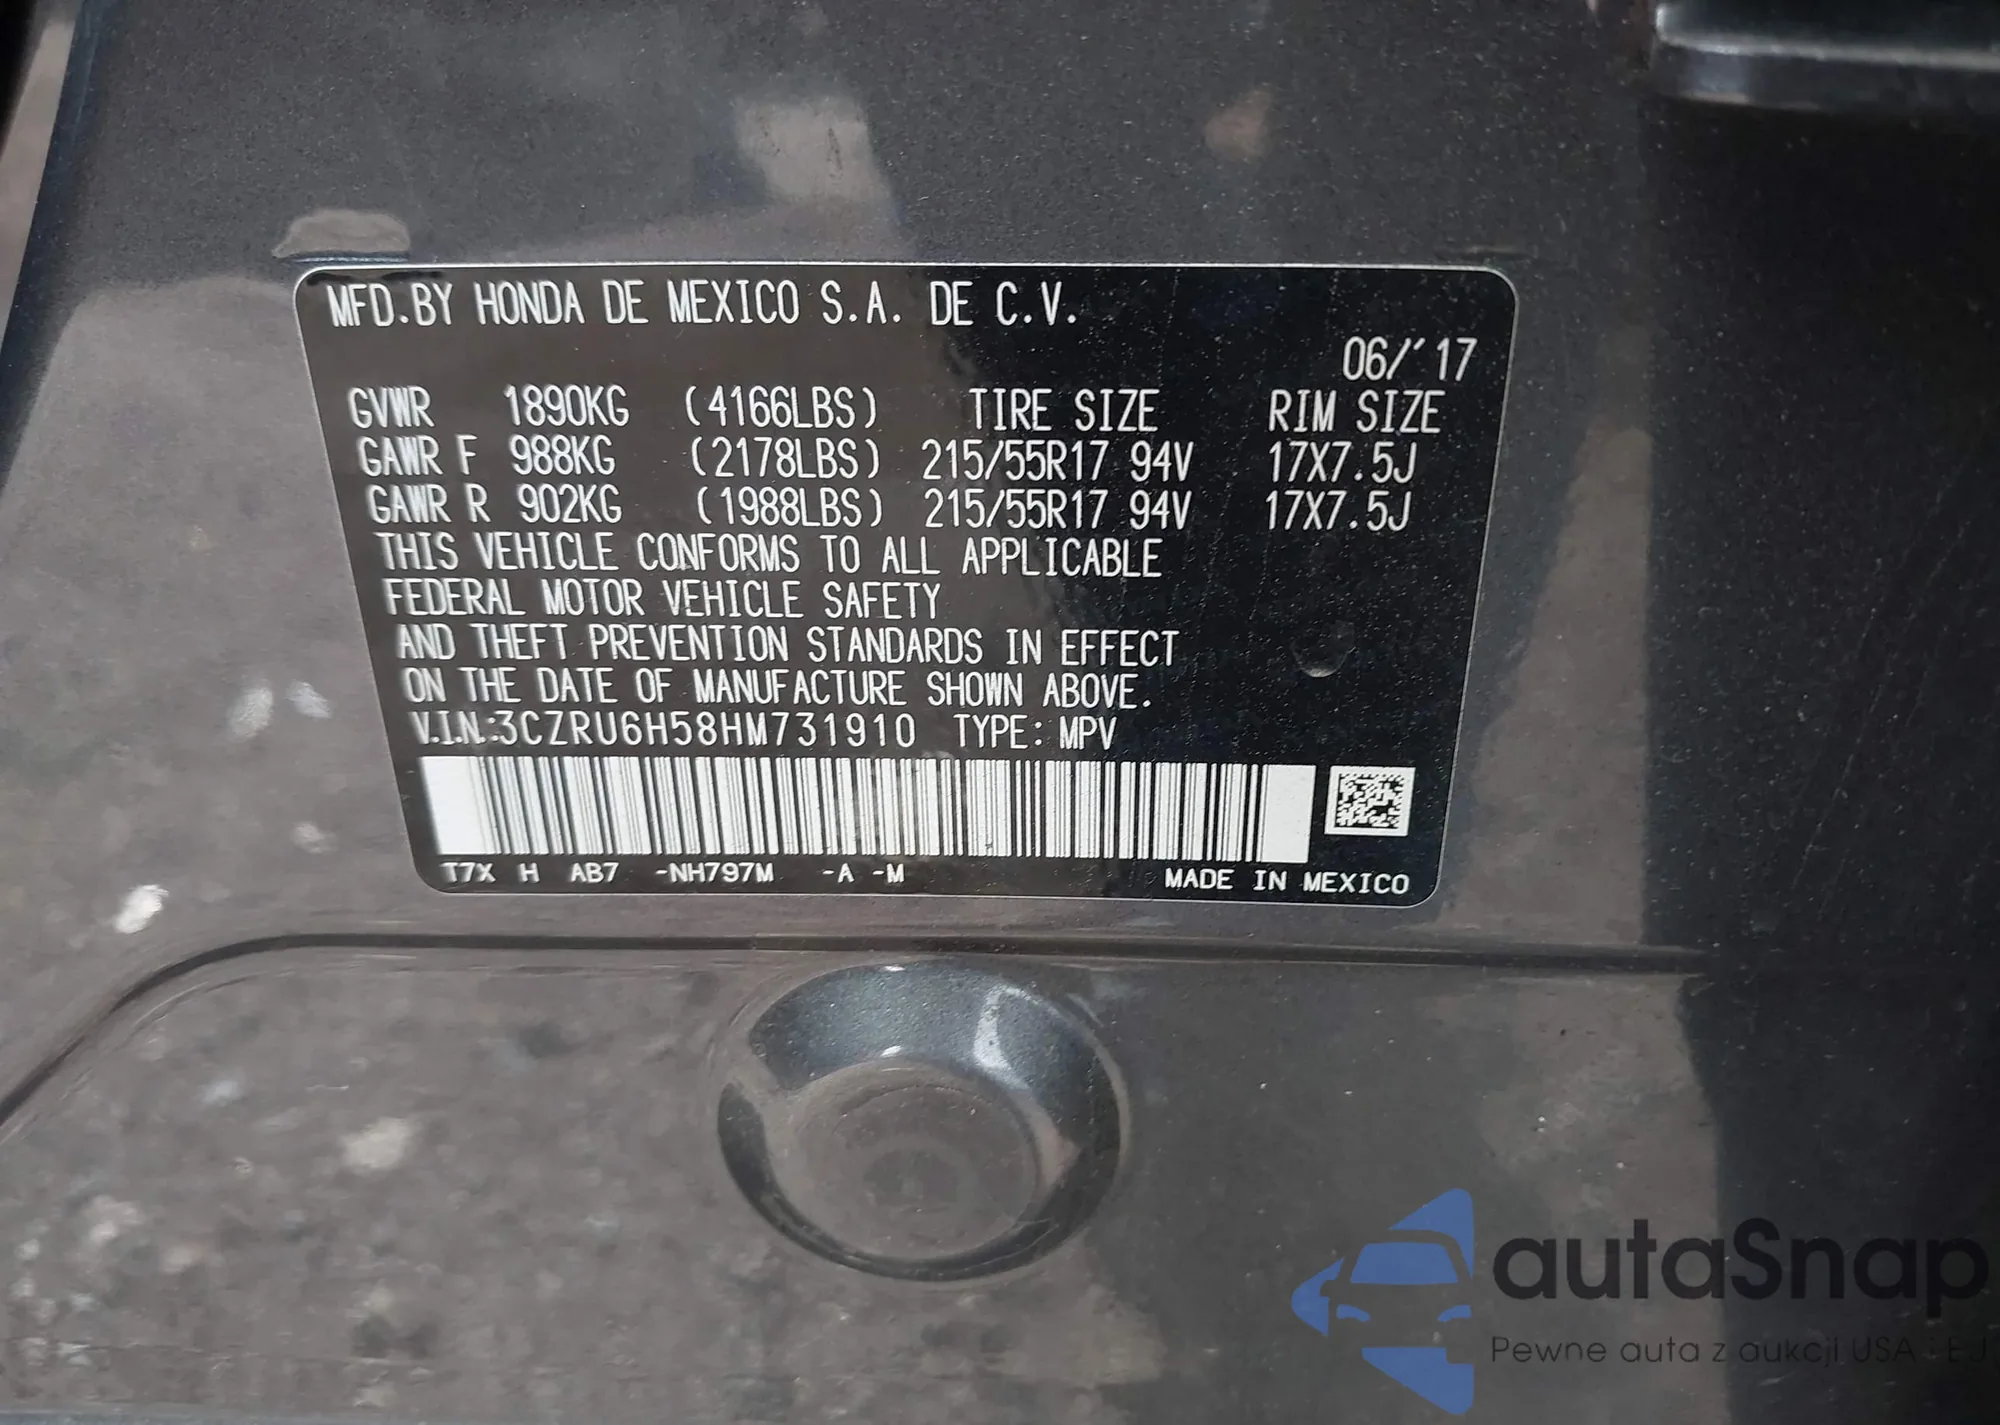 MFD.BY HONDA DE MEXICO S.A. DE C.V.
06/'17
GVWR 1890KG (4166LBS) TIRE SIZE RIM SIZE
GAWR F 988KG (2178LBS) 215/55R17 94V 17X7.5J
GAWR R 902KG (1988LBS) 215/55R17 94V 17X7.5J
THIS VEHICLE CONFORMS TO ALL APPLICABLE
FEDERAL MOTOR VEHICLE SAFETY
AND THEFT PREVENTION STANDARDS IN EFFECT
ON THE DATE OF MANUFACTURE SHOWN ABOVE.
V.I.N.:3CZRU6H58HM731910 TYPE: MPV
T7X H AB7 -NH797M -A -M MADE IN MEXICO
autaSnap
Pewne auta z aukcji USA i EJ